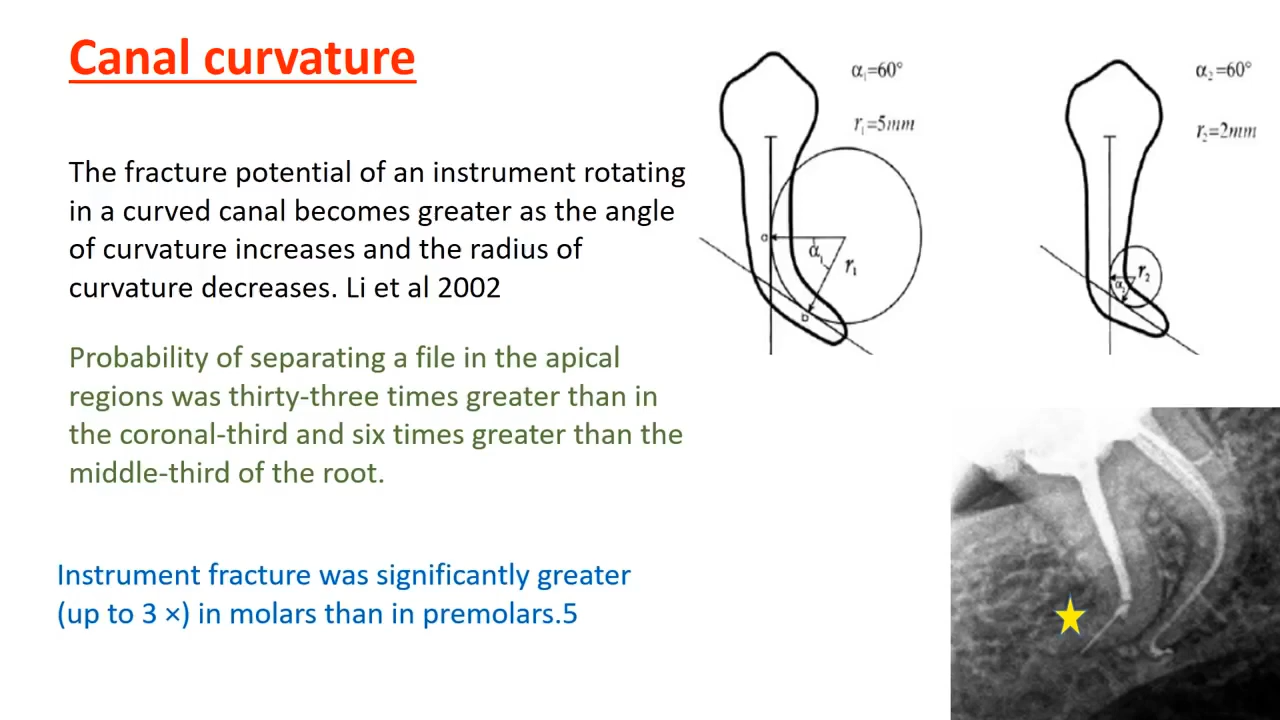 Canal curvature
The fracture potential of an instrument rotating
in a curved canal becomes greater as the angle
of curvature increases and the radius of
curvature decreases. Li et al 2002
Probability of separating a file in the apical
regions was thirty-three times greater than in
the coronal-third and six times greater than the
middle-third of the root.
Instrument fracture was significantly greater
(up to 3 ×) in molars than in premolars.5
α₁=60°
r₁=5mm
a
α₁
r₁
b
α₂=60°
r₂=2mm
r₂
α₂